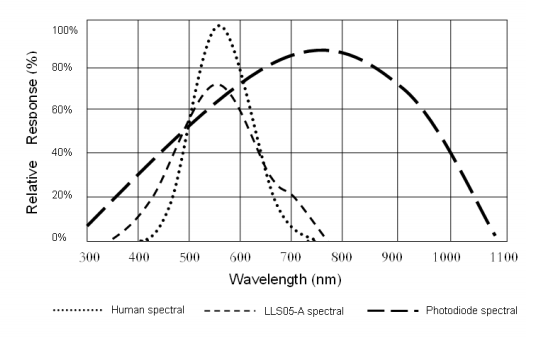 100%
80%
60%
40%
20%
0%
Relative Response (%)
300 400 500 600 700 800 900 1000 1100
Wavelength (nm)
Human spectral LLS05-A spectral Photodiode spectral